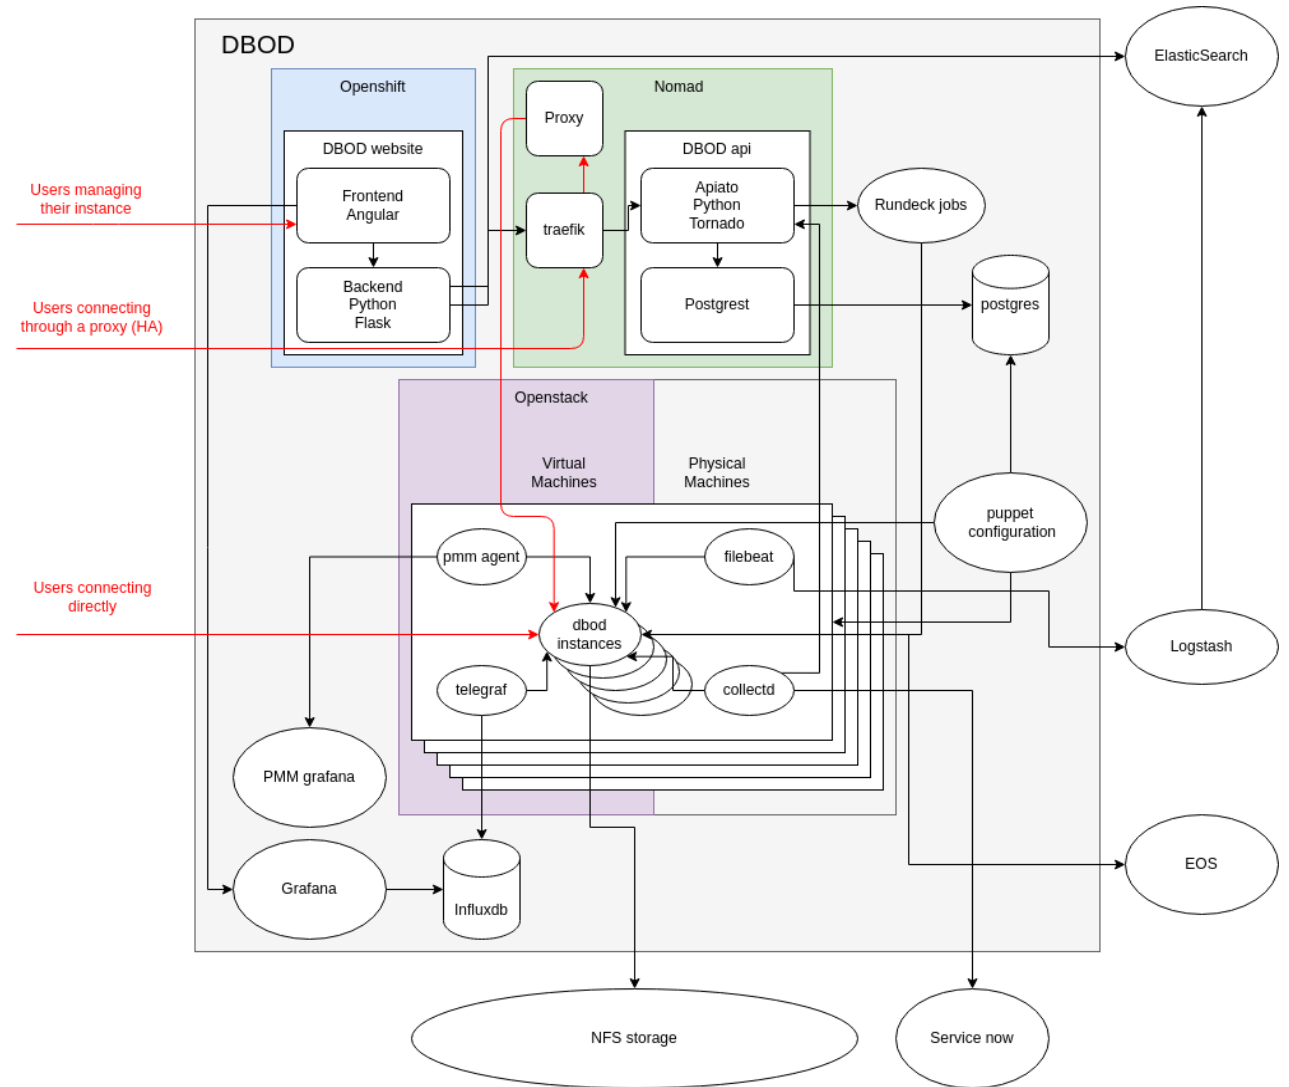 DBOD
ElasticSearch
Openshift
Nomad
Proxy
DBOD website
DBOD api
Users managing
their instance
Frontend
Angular
Apiato
Python
Tornado
Rundeck jobs
traefik
Users connecting
through a proxy (HA)
Backend
Python
Flask
Postgrest
postgres
Openstack
Virtual
Machines
Physical
Machines
puppet
configuration
pmm agent
filebeat
Users connecting
directly
dbod
instances
Logstash
telegraf
collectd
PMM grafana
EOS
Grafana
Influxdb
NFS storage
Service now